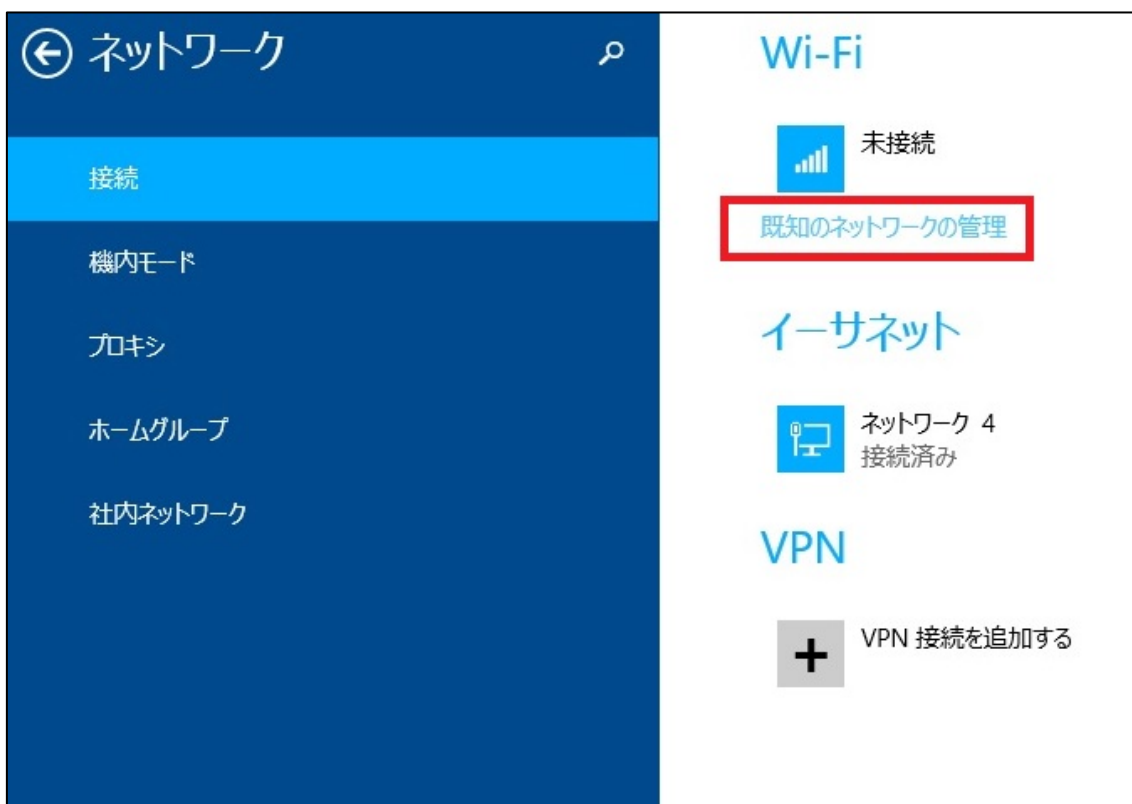 ネットワーク
接続
機内モード
プロキシ
ホームグループ
社内ネットワーク
Wi-Fi
未接続
既知のネットワークの管理
イーサネット
ネットワーク 4
接続済み
VPN
VPN 接続を追加する